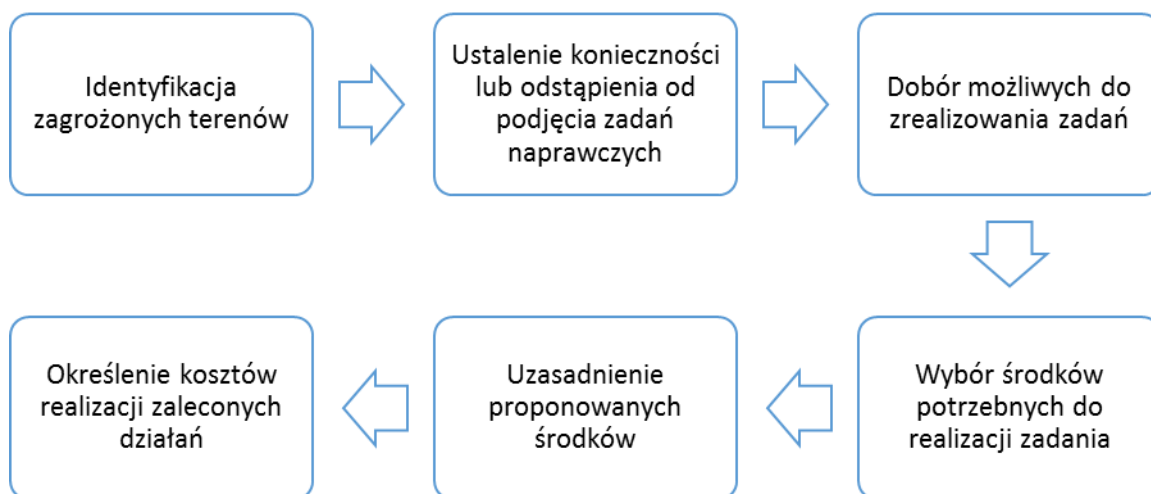 Identyfikacja
zagrożonych terenów
Ustalenie konieczności
lub odstąpienia od
podjęcia zadań
naprawczych
Dobór możliwych do
zrealizowania zadań
Wybór środków
potrzebnych do
realizacji zadania
Uzasadnienie
proponowanych
środków
Określenie kosztów
realizacji zaleconych
działań